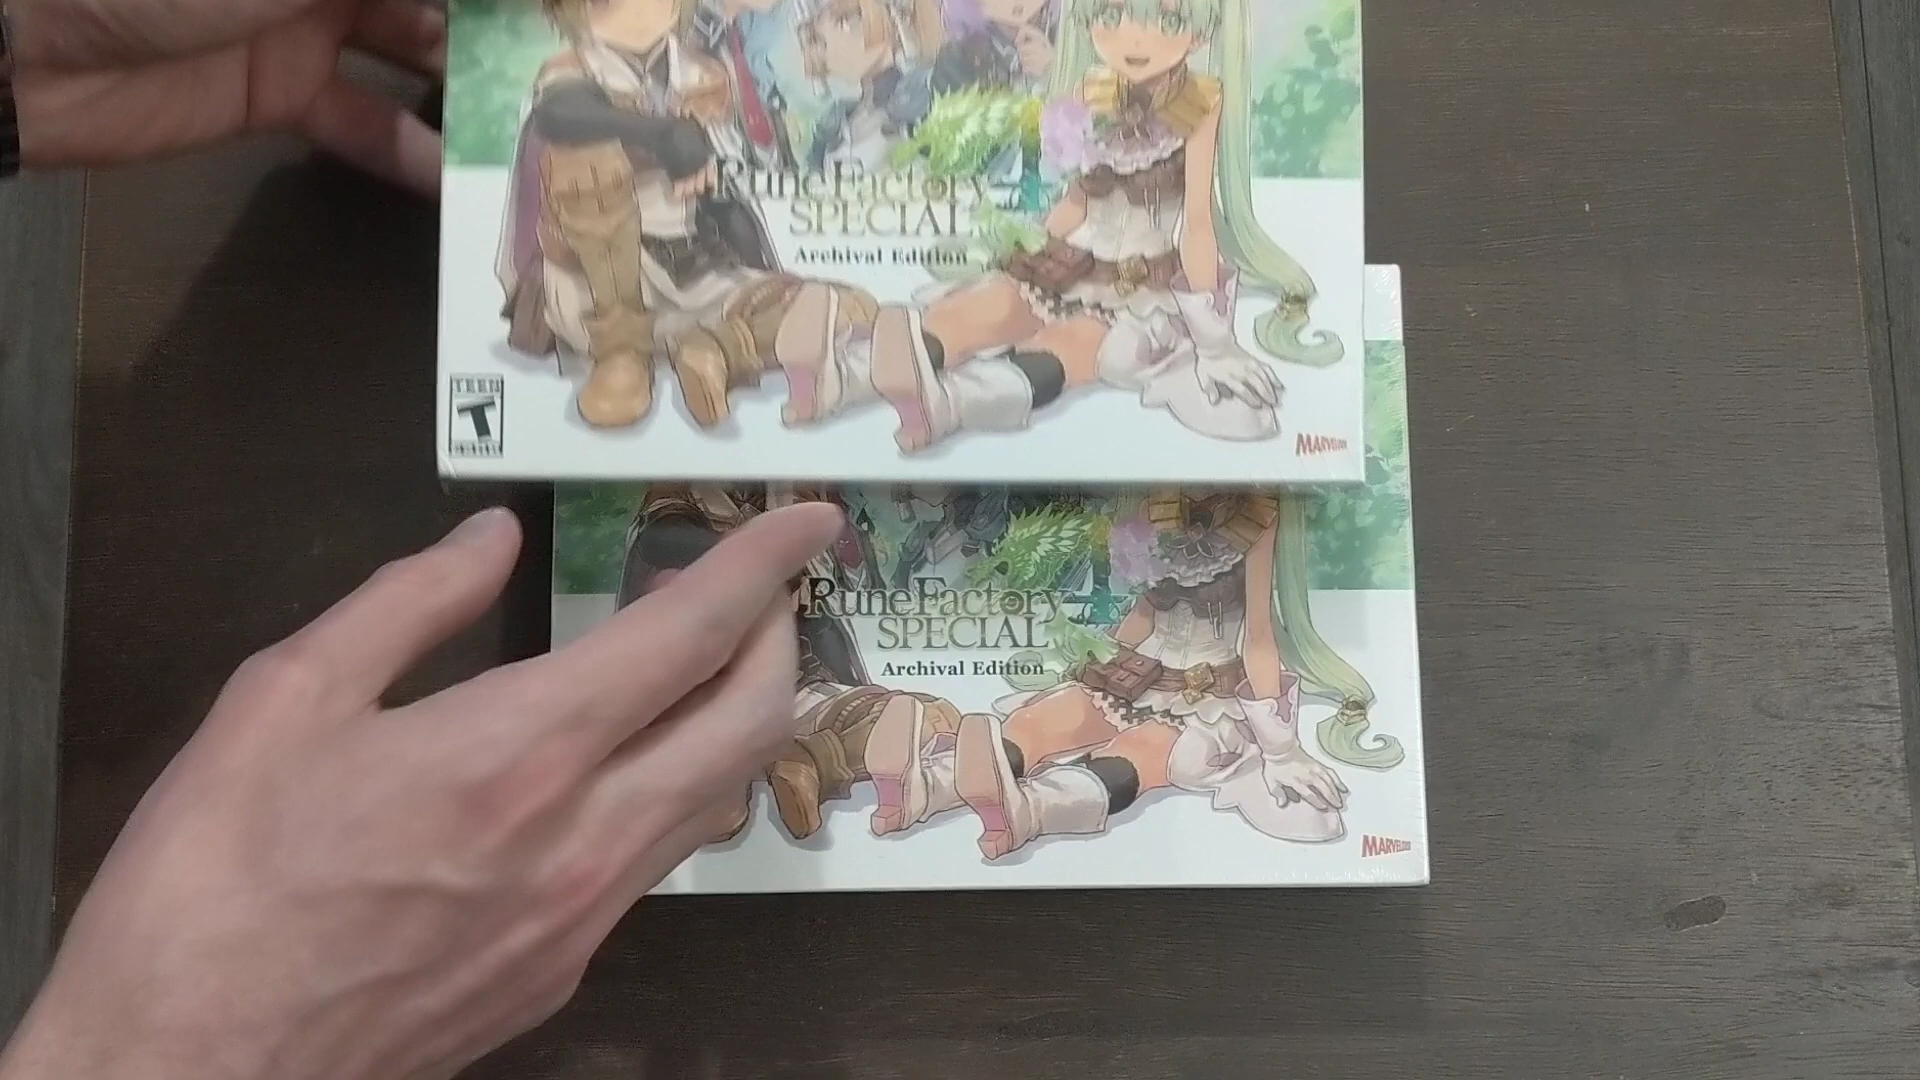 Rune Factory 4
SPECIAL
Archival Edition
TEEN
T
MARVELOUS
Rune Factory 4
SPECIAL
Archival Edition
MARVELOUS